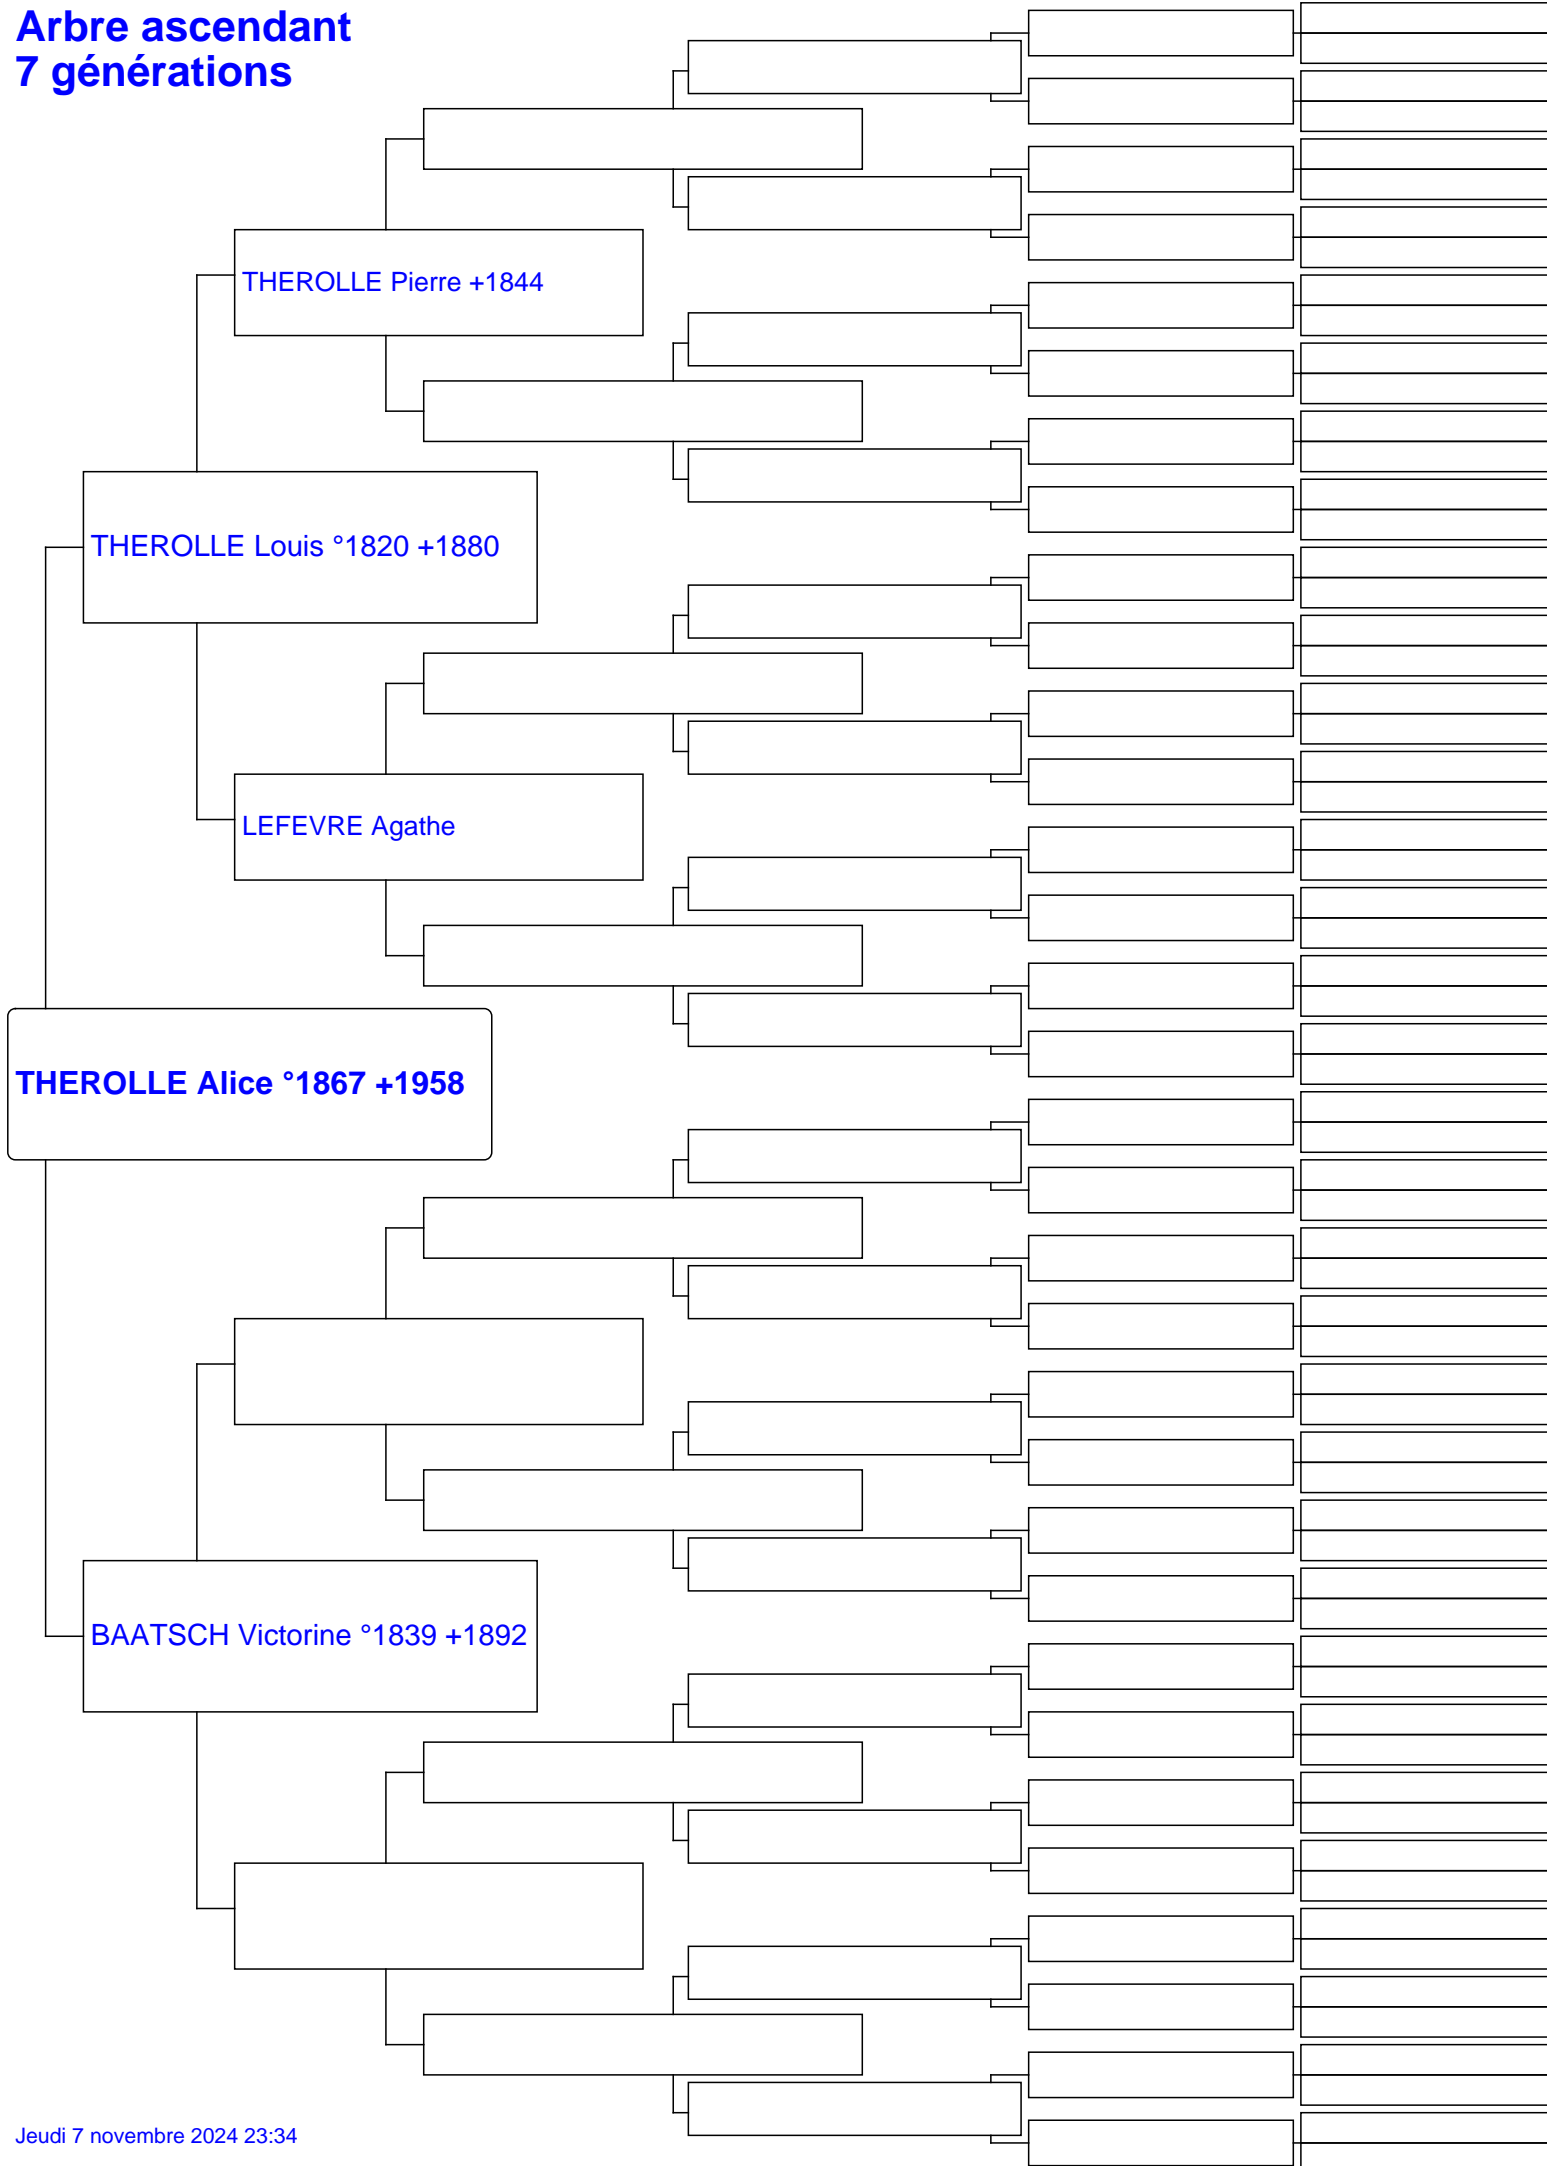 Arbre ascendant
7 générations
THEROLLE Pierre +1844
THEROLLE Louis °1820 +1880
LEFEVRE Agathe
THEROLLE Alice °1867 +1958
BAATSCH Victorine °1839 +1892
Jeudi 7 novembre 2024 23:34